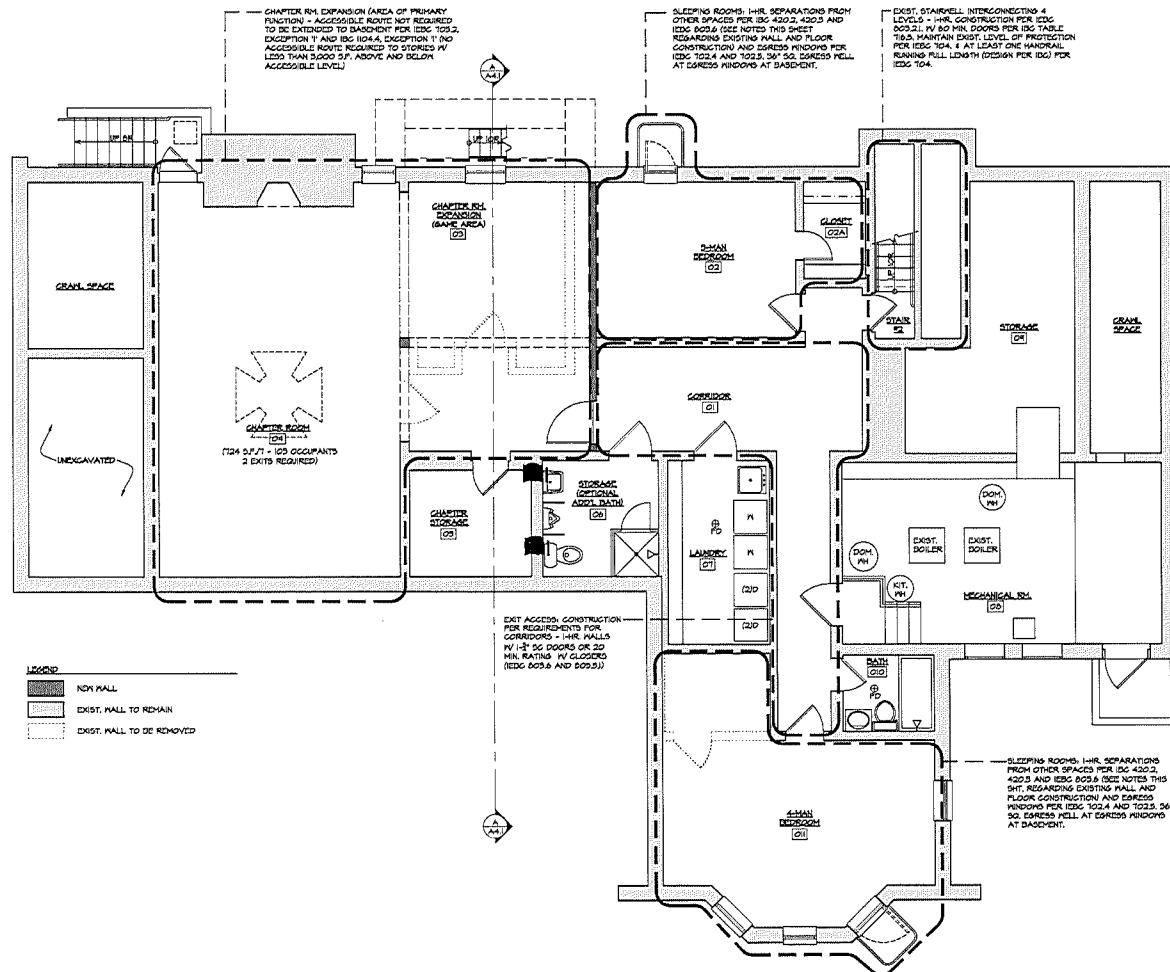 CHAPTER RM. EXPANSION (AREA OF PRIMARY
FUNCTION) - ACCESSIBLE ROUTE NOT REQUIRED
TO BE EXTENDED TO BASEMENT PER IEBC 705.2,
EXCEPTION '1' AND IBC 1104.4, EXCEPTION '1' (NO
ACCESSIBLE ROUTE REQUIRED TO STORIES W/
LESS THAN 3,000 S.F. ABOVE AND BELOW
ACCESSIBLE LEVEL)
SLEEPING ROOMS: 1-HR. SEPARATIONS FROM
OTHER SPACES PER IBC 420.2, 420.3 AND
IEBC 803.6 (SEE NOTES THIS SHEET
REGARDING EXISTING WALL AND FLOOR
CONSTRUCTION) AND EGRESS WINDOWS PER
IEBC 702.4 AND 702.5. 36" SQ. EGRESS WELL
AT EGRESS WINDOWS AT BASEMENT.
EXIST. STAIRWELL INTERCONNECTING 4
LEVELS - 1-HR. CONSTRUCTION PER IEBC
803.2.1. W/ 60 MIN. DOORS PER IBC TABLE
716.5. MAINTAIN EXIST. LEVEL OF PROTECTION
PER IEBC 704. & AT LEAST ONE HANDRAIL
RUNNING FULL LENGTH (DESIGN PER IBC) PER
IEBC 704.
A
A4.1
UP 8R
UP 10R
CHAPTER RM.
EXPANSION
(GAME AREA)
03
CRAWL SPACE
3-MAN
BEDROOM
02
CLOSET
02A
UP 10R
STAIR
#2
STORAGE
09
CRAWL
SPACE
CORRIDOR
01
CHAPTER ROOM
04
(724 S.F./7 = 103 OCCUPANTS
2 EXITS REQUIRED)
UNEXCAVATED
CHAPTER
STORAGE
05
STORAGE
(OPTIONAL
ADD'L BATH)
06
FD
LAUNDRY
07
W
W
(2)D
(2)D
DOM.
WH
DOM.
WH
EXIST.
BOILER
EXIST.
BOILER
KIT.
WH
MECHANICAL RM.
08
EXIT ACCESS: CONSTRUCTION
PER REQUIREMENTS FOR
CORRIDORS - 1-HR. WALLS
W/ 1-3/4" SC DOORS OR 20
MIN. RATING W/ CLOSERS
(IEBC 803.6 AND 805.5.1)
BATH
010
FD
LEGEND
NEW WALL
EXIST. WALL TO REMAIN
EXIST. WALL TO BE REMOVED
A
A4.1
4-MAN
BEDROOM
011
SLEEPING ROOMS: 1-HR. SEPARATIONS
FROM OTHER SPACES PER IBC 420.2,
420.3 AND IEBC 803.6 (SEE NOTES THIS
SHT. REGARDING EXISTING WALL AND
FLOOR CONSTRUCTION) AND EGRESS
WINDOWS PER IEBC 702.4 AND 702.5. 36"
SQ. EGRESS WELL AT EGRESS WINDOWS
AT BASEMENT.